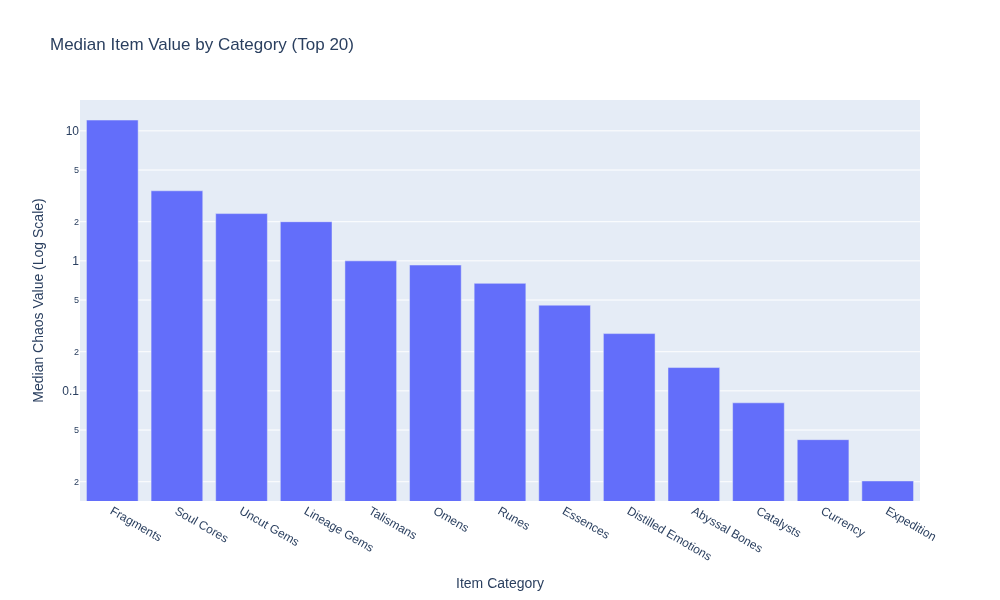 Median Item Value by Category (Top 20)
Median Chaos Value (Log Scale)
10
5
2
1
5
2
0.1
5
2
Fragments
Soul Cores
Uncut Gems
Lineage Gems
Talismans
Omens
Runes
Essences
Distilled Emotions
Abyssal Bones
Catalysts
Currency
Expedition
Item Category